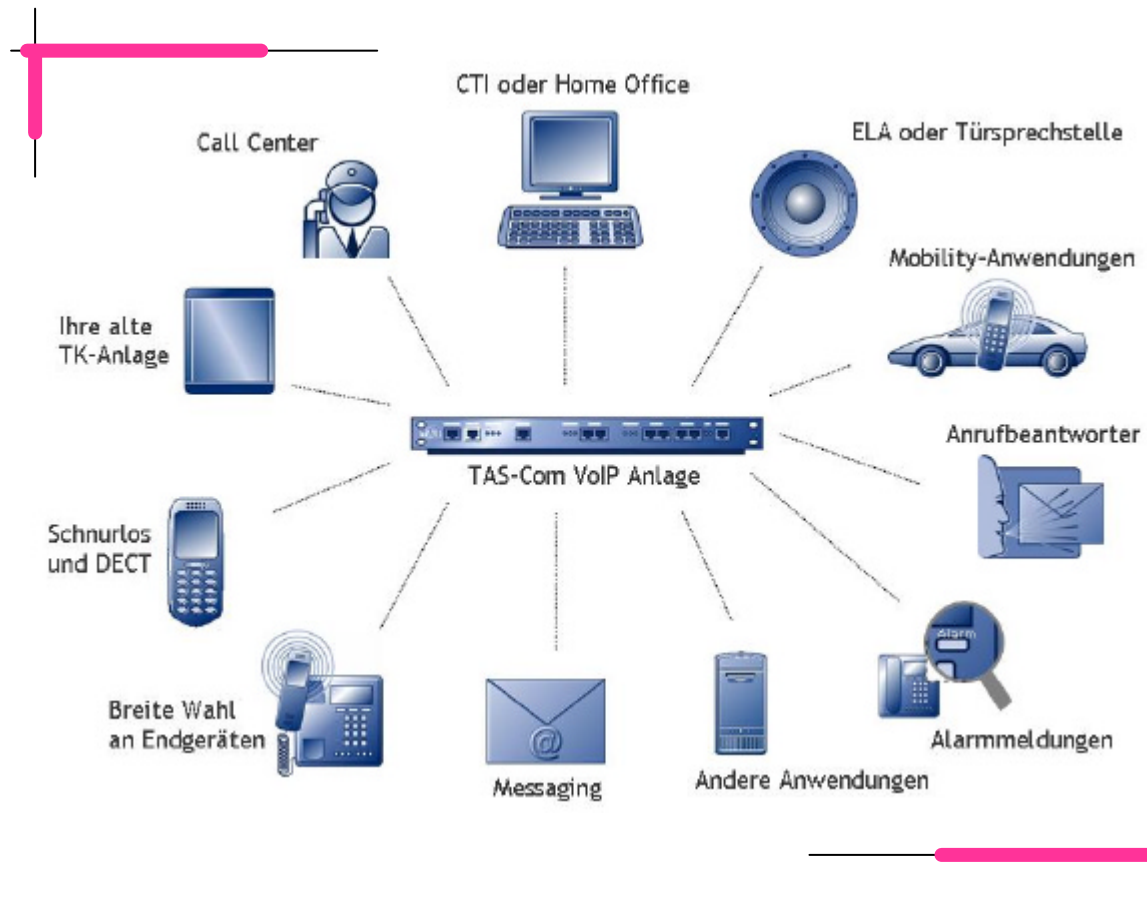 CTI oder Home Office
Call Center
ELA oder Türsprechstelle
Mobility-Anwendungen
Ihre alte
TK-Anlage
Anrufbeantworter
TAS-Com VoIP Anlage
Schnurlos
und DECT
Alarm
Breite Wahl
an Endgeräten
@
Messaging
Andere Anwendungen
Alarmmeldungen